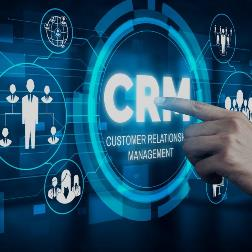 CRM
CUSTOMER RELATIONSHIP
MANAGEMENT